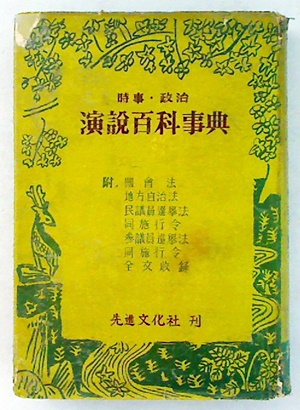 時事·政治
演說百科事典
附. 國會法
地方自治法
民議員選擧法
同施行令
參議員選擧法
同施行令
全文收錄
先進文化社 刊